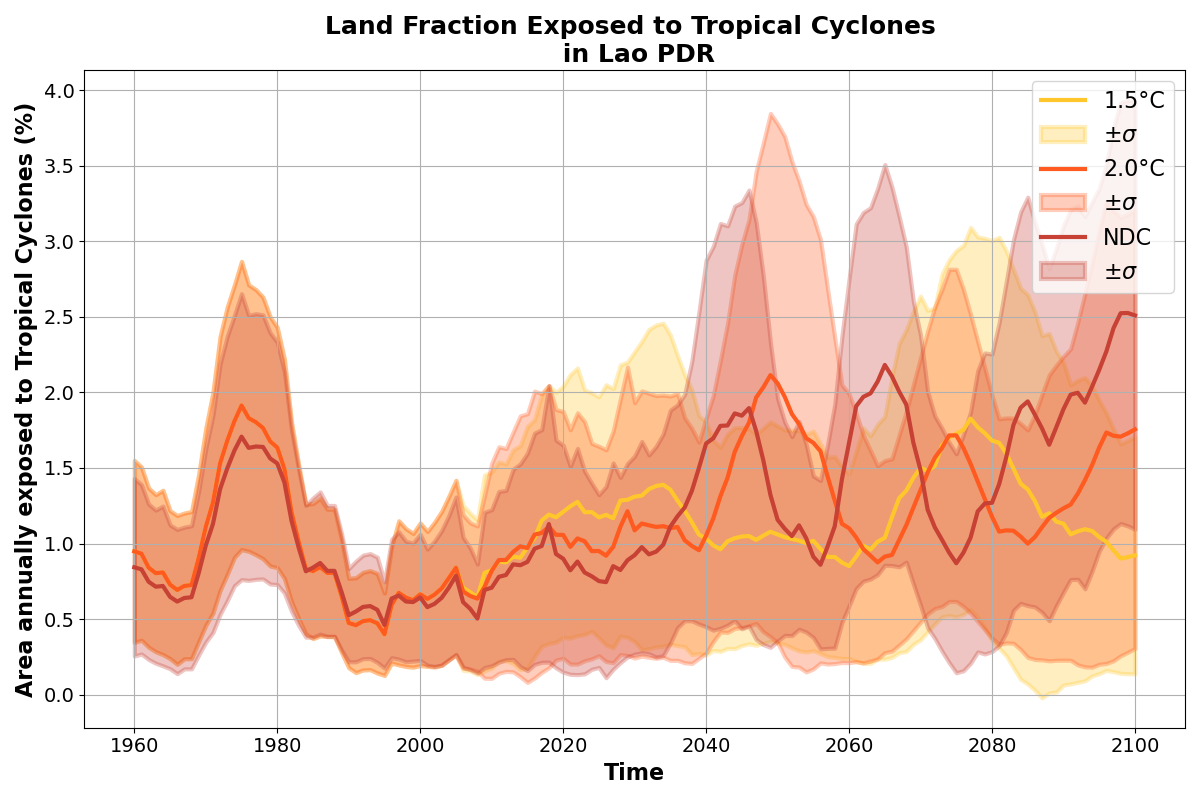 Land Fraction Exposed to Tropical Cyclones
in Lao PDR
Area annually exposed to Tropical Cyclones (%)
4.0
3.5
3.0
2.5
2.0
1.5
1.0
0.5
0.0
1960 1980 2000 2020 2040 2060 2080 2100
Time
1.5°C
±σ
2.0°C
±σ
NDC
±σ